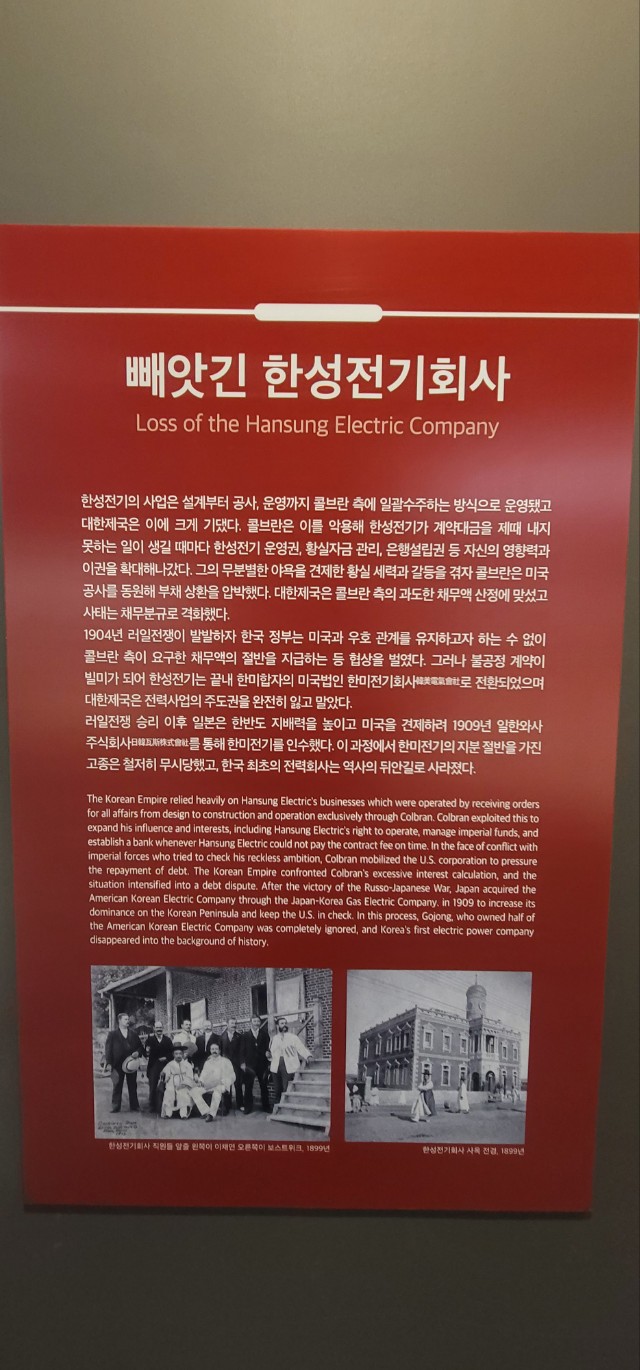 빼앗긴 한성전기회사
Loss of the Hansung Electric Company
한성전기의 사업은 설계부터 공사, 운영까지 콜브란 측에 일괄수주하는 방식으로 운영됐고
대한제국은 이에 크게 기댔다. 콜브란은 이를 악용해 한성전기가 계약대금을 제때 내지
못하는 일이 생길 때마다 한성전기 운영권, 황실자금 관리, 은행설립권 등 자신의 영향력과
이권을 확대해나갔다. 그의 무분별한 야욕을 견제한 황실 세력과 갈등을 겪자 콜브란은 미국
공사를 동원해 부채 상환을 압박했다. 대한제국은 콜브란 측의 과도한 채무액 산정에 맞섰고
사태는 채무분규로 격화했다.
1904년 러일전쟁이 발발하자 한국 정부는 미국과 우호 관계를 유지하고자 하는 수 없이
콜브란 측이 요구한 채무액의 절반을 지급하는 등 협상을 벌였다. 그러나 불공정 계약이
빌미가 되어 한성전기는 끝내 한미합자의 미국법인 한미전기회사韓美電氣會社로 전환되었으며
대한제국은 전력사업의 주도권을 완전히 잃고 말았다.
러일전쟁 승리 이후 일본은 한반도 지배력을 높이고 미국을 견제하려 1909년 일한와사
주식회사日韓瓦斯株式會社를 통해 한미전기를 인수했다. 이 과정에서 한미전기의 지분 절반을 가진
고종은 철저히 무시당했고, 한국 최초의 전력회사는 역사의 뒤안길로 사라졌다.
The Korean Empire relied heavily on Hansung Electric's businesses which were operated by receiving orders
for all affairs from design to construction and operation exclusively through Colbran. Colbran exploited this to
expand his influence and interests, including Hansung Electric's right to operate, manage imperial funds, and
establish a bank whenever Hansung Electric could not pay the contract fee on time. In the face of conflict with
imperial forces who tried to check his reckless ambition, Colbran mobilized the U.S. corporation to pressure
the repayment of debt. The Korean Empire confronted Colbran's excessive interest calculation, and the
situation intensified into a debt dispute. After the victory of the Russo-Japanese War, Japan acquired the
American Korean Electric Company through the Japan-Korea Gas Electric Company. in 1909 to increase its
dominance on the Korean Peninsula and keep the U.S. in check. In this process, Gojong, who owned half of
the American Korean Electric Company was completely ignored, and Korea's first electric power company
disappeared into the background of history.
한성전기회사 직원들 앞줄 왼쪽이 이채연 오른쪽이 보스트위크, 1899년
한성전기회사 사옥 전경, 1899년